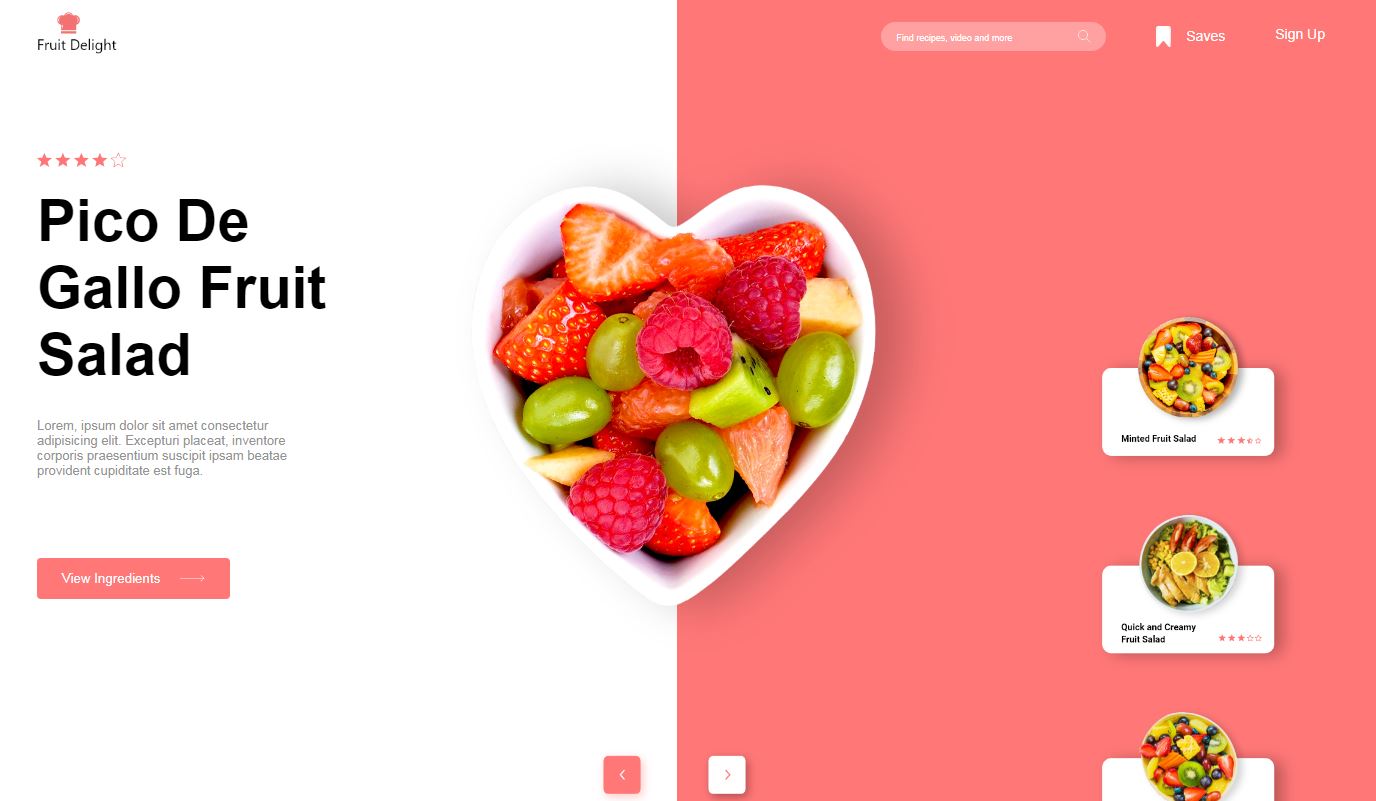 Fruit Delight
Find recipes, video and more
Saves
Sign Up
Pico De
Gallo Fruit
Salad
Lorem, ipsum dolor sit amet consectetur
adipisicing elit. Excepturi placeat, inventore
corporis praesentium suscipit ipsam beatae
provident cupiditate est fuga.
View Ingredients
Minted Fruit Salad
Quick and Creamy
Fruit Salad